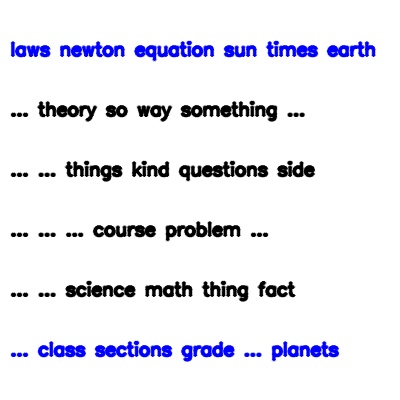 laws newton equation sun times earth
... theory so way something ...
... ... things kind questions side
... ... ... course problem ...
... ... science math thing fact
... class sections grade ... planets